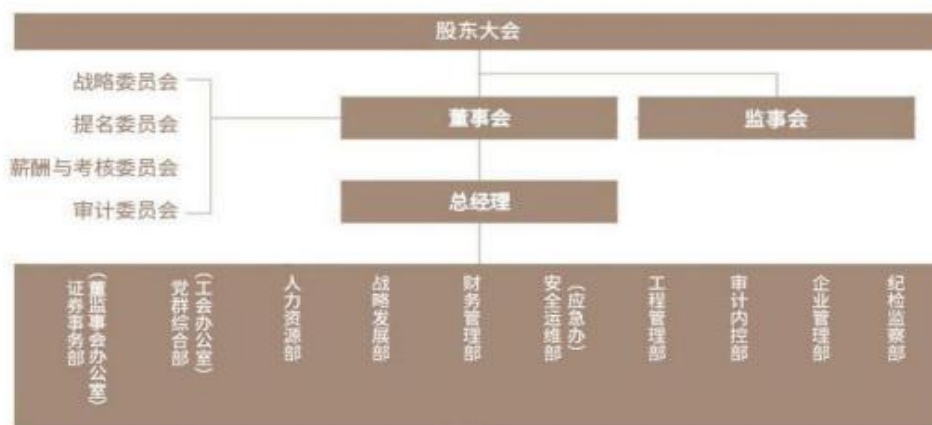 股东大会
战略委员会
提名委员会
薪酬与考核委员会
审计委员会
董事会
监事会
总经理
证券事务部
（董监事会办公室）
党群综合部
（工会办公室）
人力资源部
战略发展部
财务管理部
安全运维部
（应急办）
工程管理部
审计内控部
企业管理部
纪检监察部